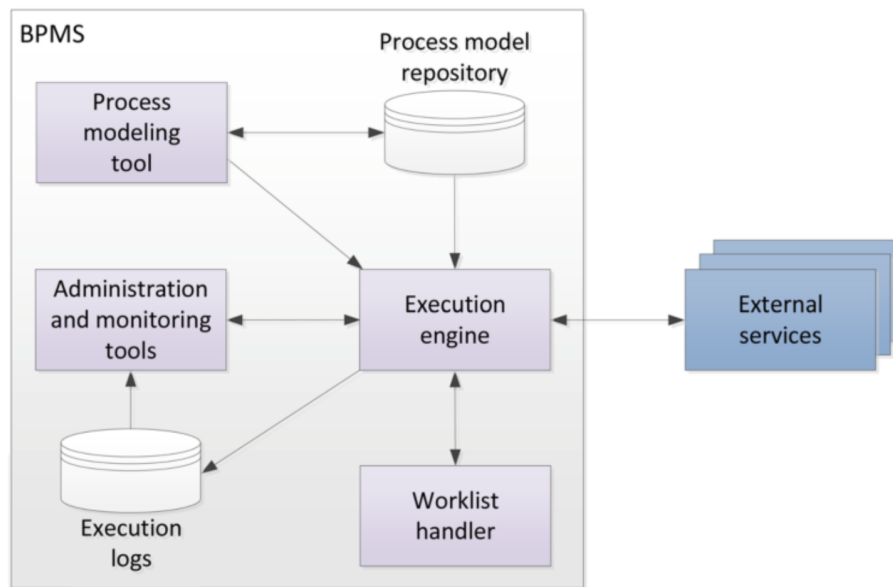 BPMS
Process model
repository
Process
modeling
tool
Administration
and monitoring
tools
Execution
engine
External
services
Execution
logs
Worklist
handler